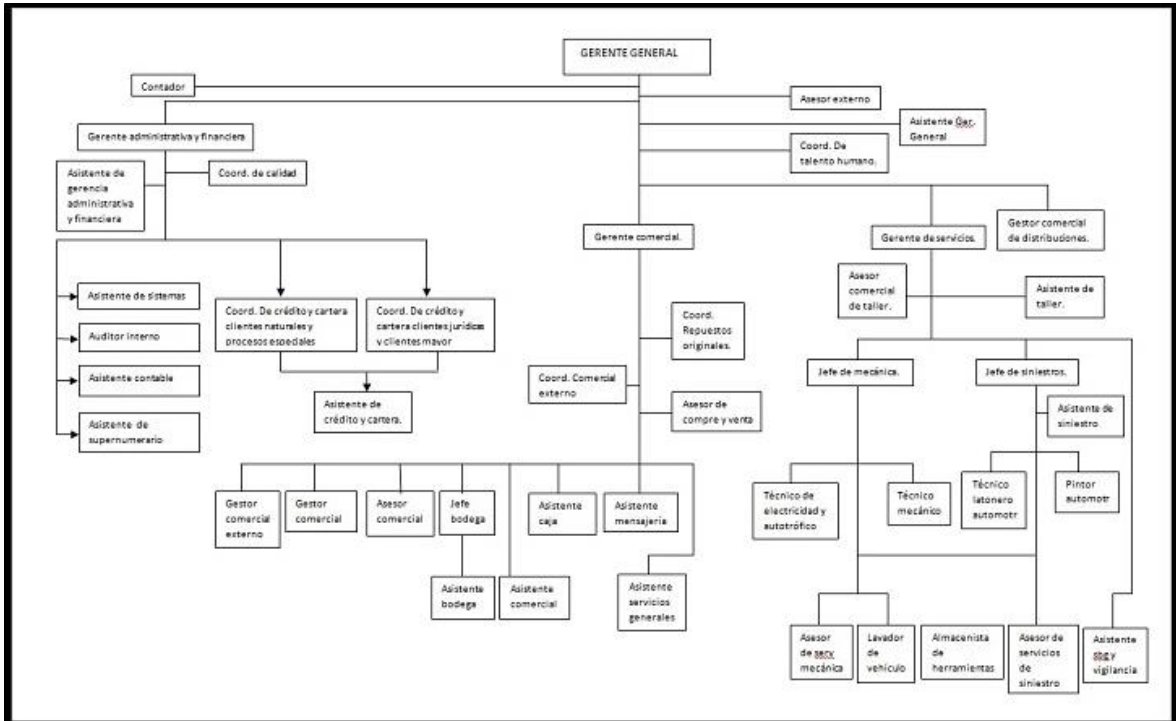 GERENTE GENERAL
Contador
Asesor externo
Asistente Ger.
General
Gerente administrativa y financiera
Coord. De
talento humano.
Asistente de
gerencia
administrativa
y financiera
Coord. de calidad
Gerente comercial.
Gerente de servicios.
Gestor comercial
de distribuciones.
Asesor
comercial
de taller.
Asistente de
taller.
Asistente de sistemas
Auditor interno
Asistente contable
Asistente de
supernumerario
Coord. De crédito y cartera
clientes naturales y
procesos especiales
Coord. De crédito y
cartera clientes jurídicas
y clientes mayor
Asistente de
crédito y cartera.
Coord.
Repuestos
originales.
Coord. Comercial
externo
Asesor de
compre y venta
Jefe de mecánica.
Jefe de siniestros.
Asistente de
siniestro
Gestor
comercial
externo
Gestor
comercial
Asesor
comercial
Jefe
bodega
Asistente
caja
Asistente
mensajería
Asistente
bodega
Asistente
comercial
Asistente
servicios
generales
Técnico de
electricidad y
autotrófico
Técnico
mecánico
Técnico
latonero
automotr
Pintor
automotr
Asesor
de serv
mecánica
Lavador
de
vehículo
Almacenista
de
herramientas
Asesor de
servicios
de
siniestro
Asistente
sbg y
vigilancia